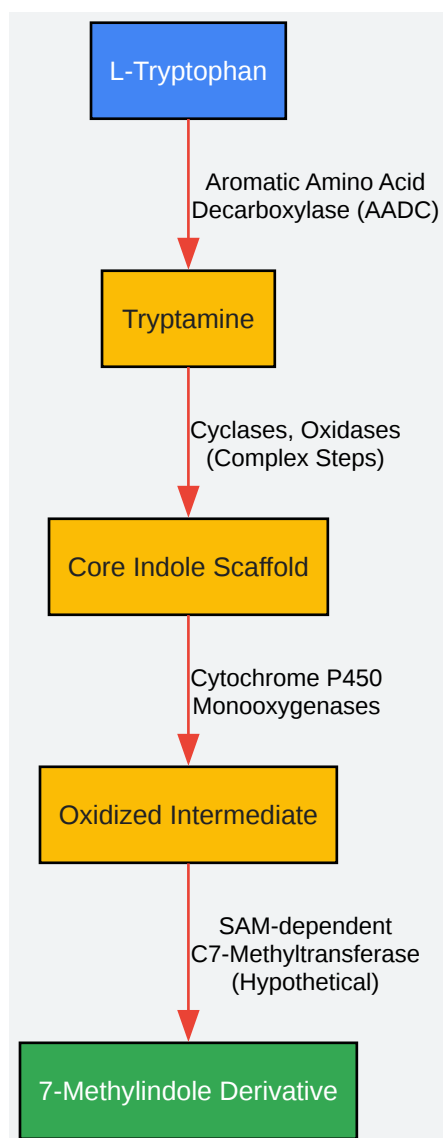 L-Tryptophan
Aromatic Amino Acid
Decarboxylase (AADC)
Tryptamine
Cyclases, Oxidases
(Complex Steps)
Core Indole Scaffold
Cytochrome P450
Monooxygenases
Oxidized Intermediate
SAM-dependent
C7-Methyltransferase
(Hypothetical)
7-Methylindole Derivative